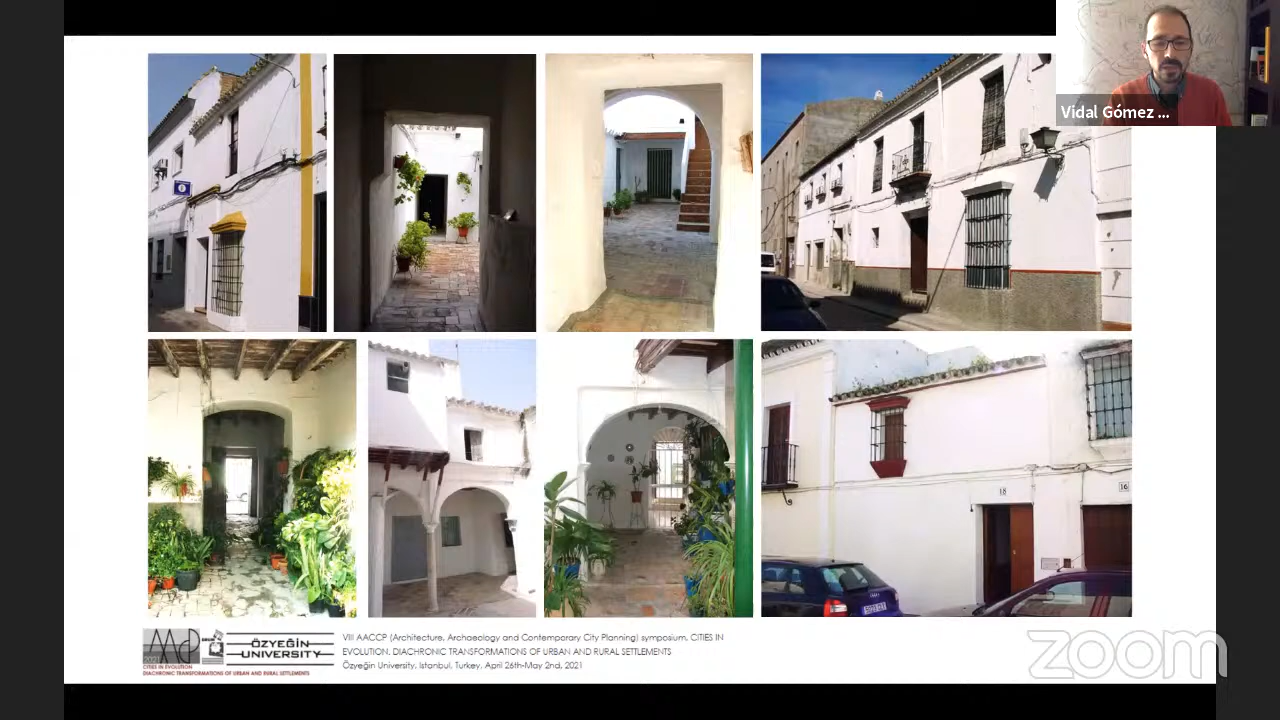 Vidal Gómez ...
18
16
AACCP
CITIES IN EVOLUTION
DIACHRONIC TRANSFORMATIONS OF URBAN AND RURAL SETTLEMENTS
ÖZYEĞİN
UNIVERSITY
VIII AACCP (Architecture, Archaeology and Contemporary City Planning) symposium, CITIES IN
EVOLUTION. DIACHRONIC TRANSFORMATIONS OF URBAN AND RURAL SETTLEMENTS
Özyeğin University, Istanbul, Turkey. April 26th-May 2nd, 2021
zoom